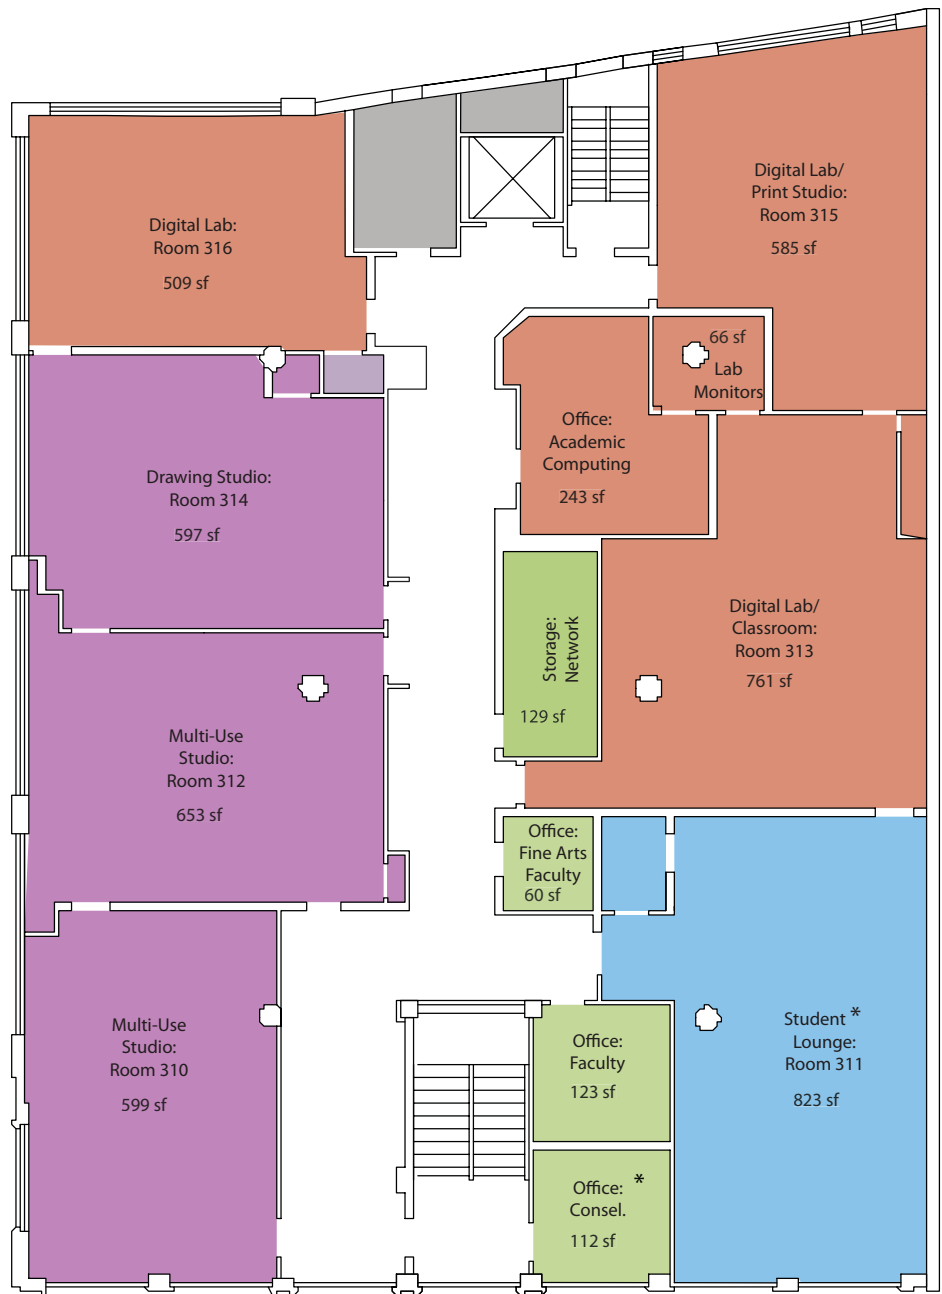 Digital Lab:
Room 316
509 sf
Digital Lab/
Print Studio:
Room 315
585 sf
66 sf
Lab
Monitors
Office:
Academic
Computing
243 sf
Drawing Studio:
Room 314
597 sf
Storage:
Network
129 sf
Digital Lab/
Classroom:
Room 313
761 sf
Multi-Use
Studio:
Room 312
653 sf
Office:
Fine Arts
Faculty
60 sf
Multi-Use
Studio:
Room 310
599 sf
Office:
Faculty
123 sf
Student *
Lounge:
Room 311
823 sf
Office: *
Consel.
112 sf